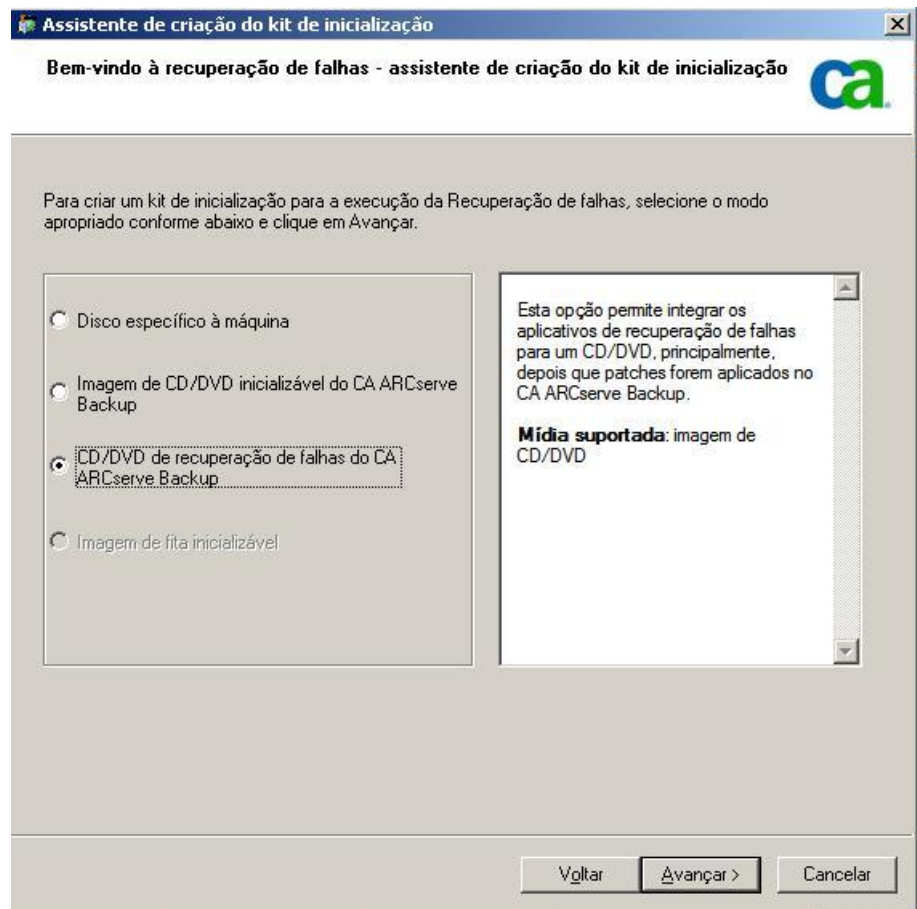 Assistente de criação do kit de inicialização
Bem-vindo à recuperação de falhas - assistente de criação do kit de inicialização
ca
Para criar um kit de inicialização para a execução da Recuperação de falhas, selecione o modo
apropriado conforme abaixo e clique em Avançar.
Disco específico à máquina
Imagem de CD/DVD inicializável do CA ARCserve
Backup
CD/DVD de recuperação de falhas do CA
ARCserve Backup
Imagem de fita inicializável
Esta opção permite integrar os
aplicativos de recuperação de falhas
para um CD/DVD, principalmente,
depois que patches forem aplicados no
CA ARCserve Backup.
Mídia suportada: imagem de
CD/DVD
Voltar
Avançar >
Cancelar